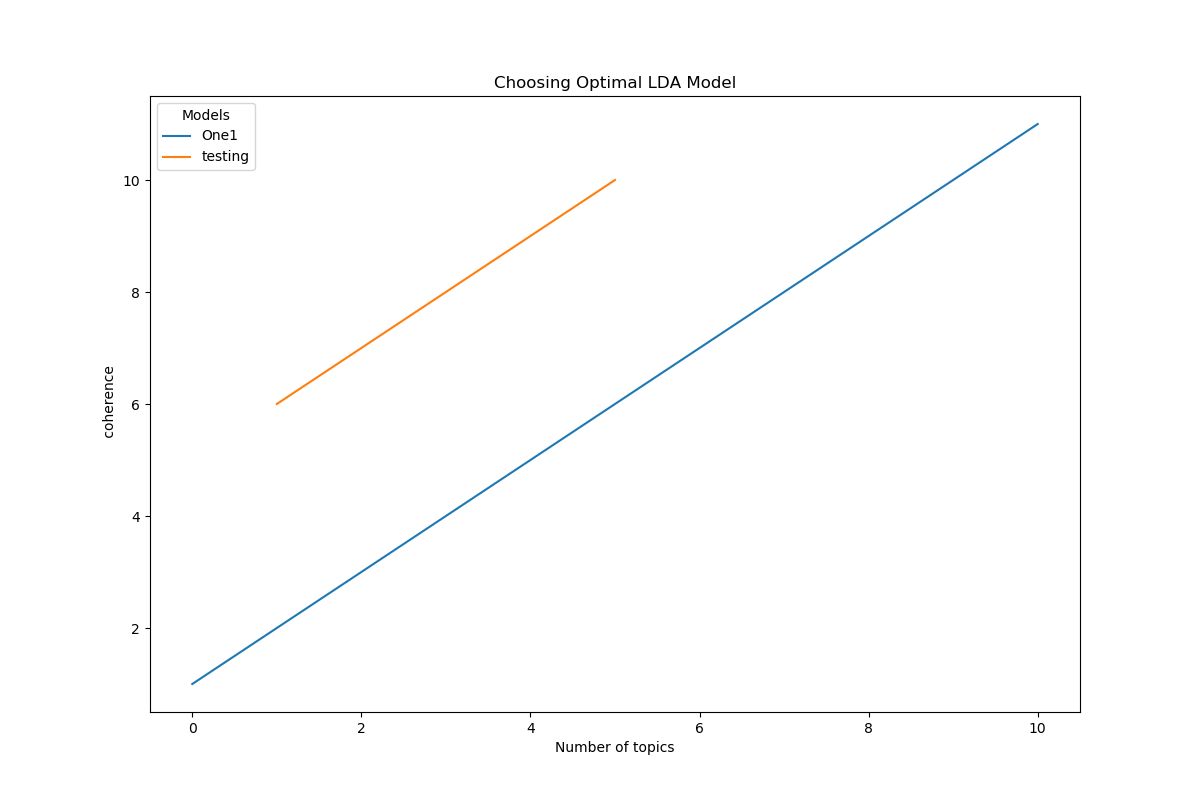 Choosing Optimal LDA Model
Models
One1
testing
10
8
6
4
2
coherence
0 2 4 6 8 10
Number of topics